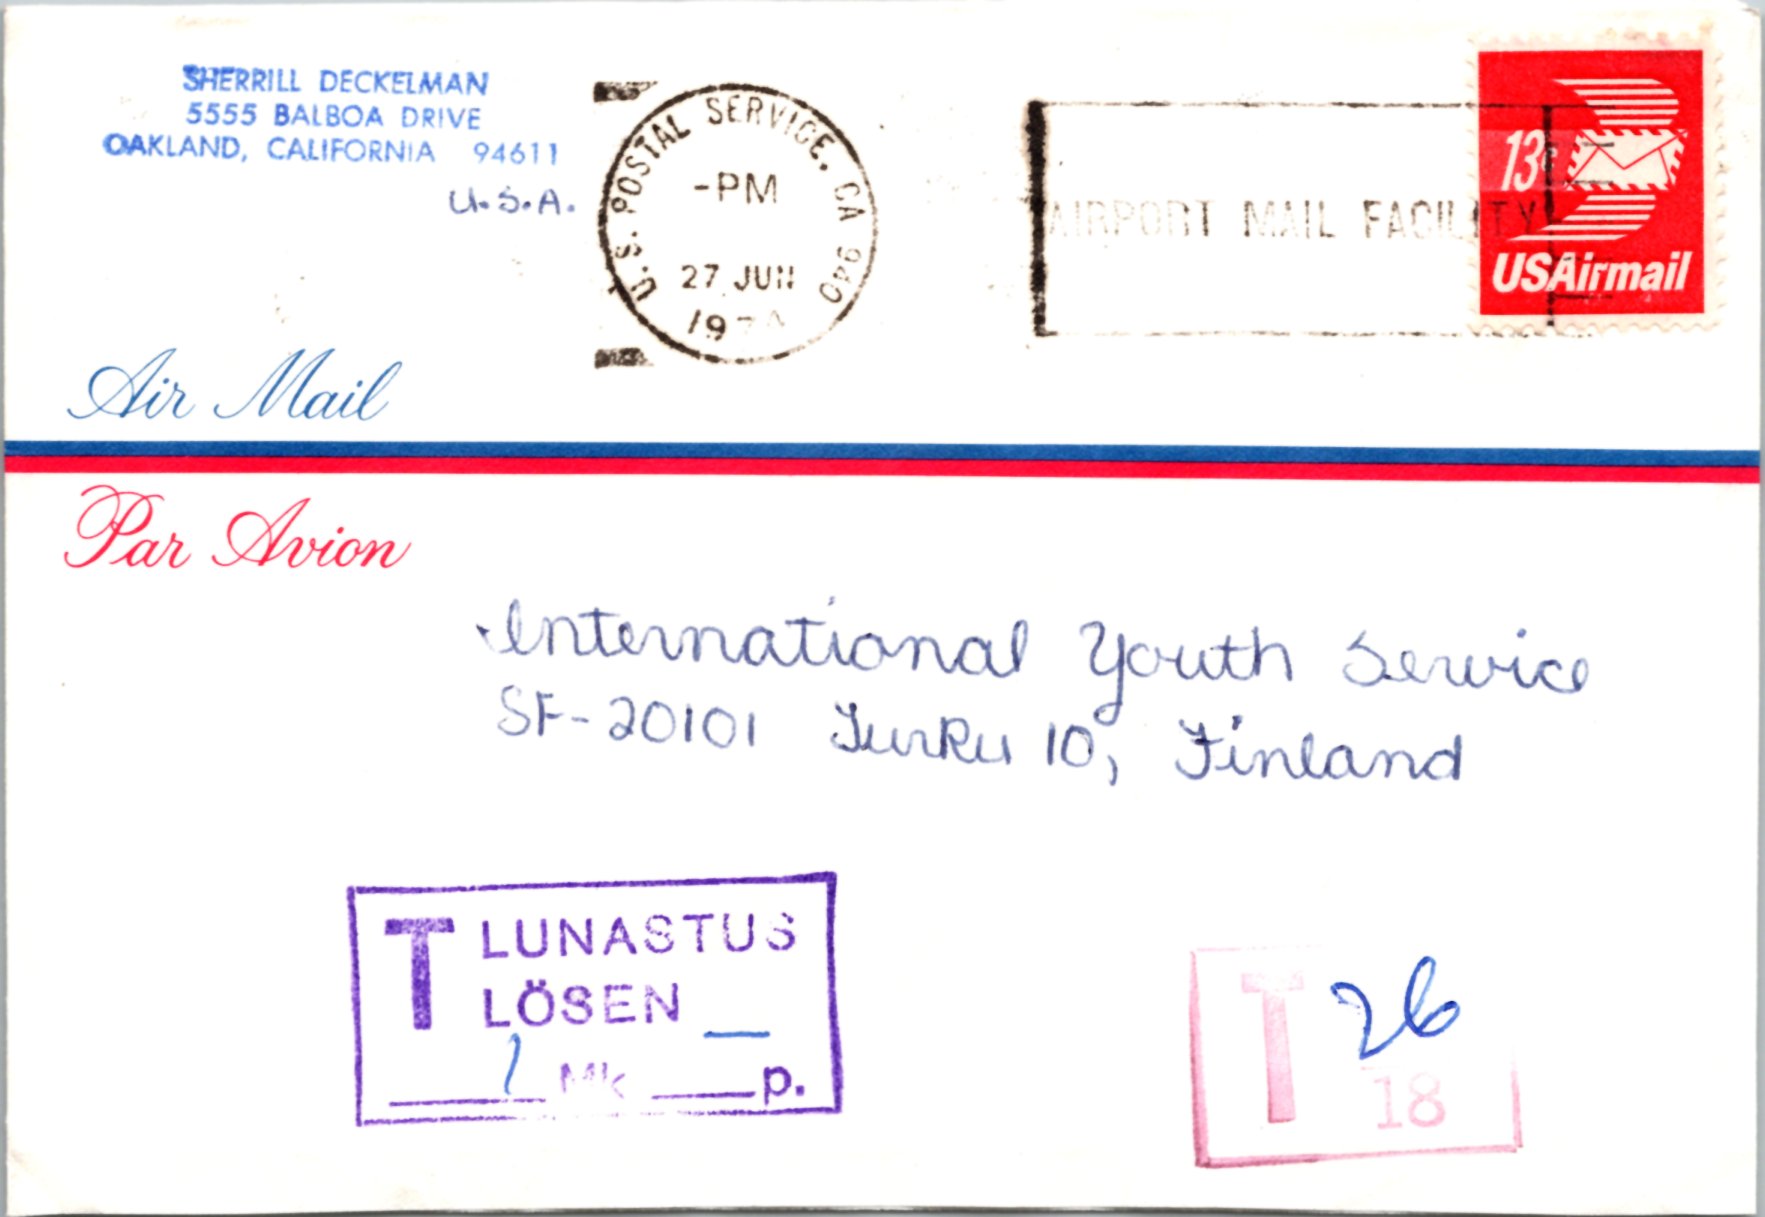 SHERRILL DECKELMAN
5555 BALBOA DRIVE
OAKLAND, CALIFORNIA 94611
U.S.A.
U.S. POSTAL SERVICE, CA 940
-PM
27 JUN
AIRPORT MAIL FACILITY
13¢
USAirmail
Air Mail
Par Avion
International Youth Service
SF-20101 Turku 10, Finland
T LUNASTUS
LÖSEN
1 Mk — p.
T 26
18